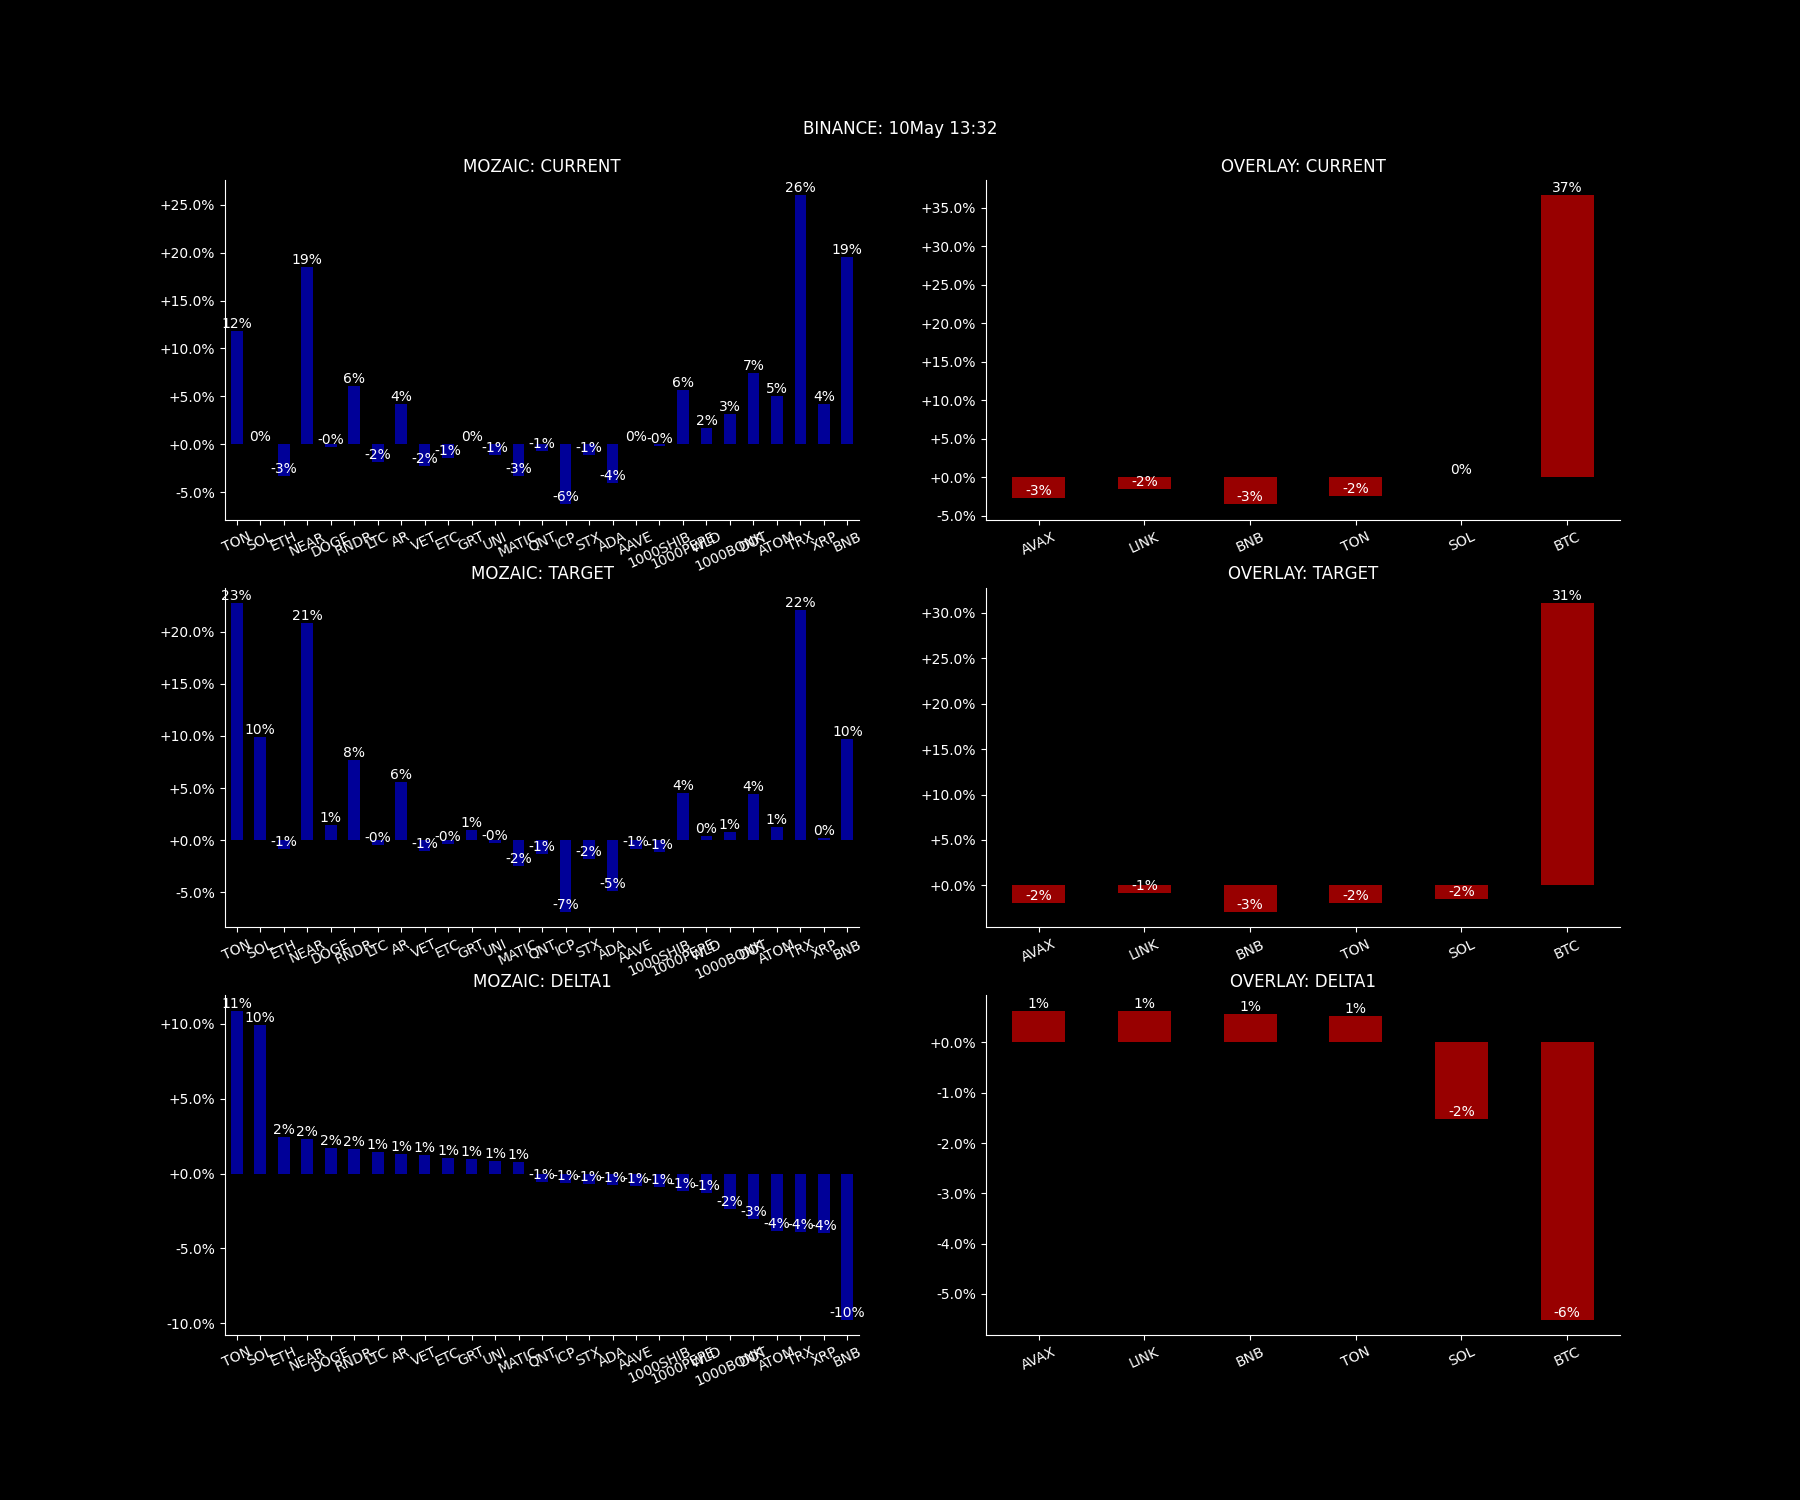 BINANCE: 10May 13:32
MOZAIC: CURRENT
+25.0%
+20.0%
+15.0%
+10.0%
+5.0%
+0.0%
-5.0%
12% 0% -3% 19% -0% 6% -2% 4% -2% -1% 0% -1% -3% -1% -6% -1% -4% 0% -0% 6% 2% 3% 7% 5% 26% 4% 19%
TON SOL ETH NEAR DOGE RNDR LTC AR VET ETC GRT UNI MATIC QNT ICP STX ADA AAVE 1000SHIB 1000PEPE WLD 1000BONK ATOM TRX XRP BNB
OVERLAY: CURRENT
+35.0%
+30.0%
+25.0%
+20.0%
+15.0%
+10.0%
+5.0%
+0.0%
-5.0%
-3% -2% -3% -2% 0% 37%
AVAX LINK BNB TON SOL BTC
MOZAIC: TARGET
+20.0%
+15.0%
+10.0%
+5.0%
+0.0%
-5.0%
23% 10% -1% 21% 1% 8% -0% 6% -1% -0% 1% -0% -2% -1% -7% -2% -5% -1% -1% 4% 0% 1% 4% 1% 22% 0% 10%
TON SOL ETH NEAR DOGE RNDR LTC AR VET ETC GRT UNI MATIC QNT ICP STX ADA AAVE 1000SHIB 1000PEPE WLD 1000BONK ATOM TRX XRP BNB
OVERLAY: TARGET
+30.0%
+25.0%
+20.0%
+15.0%
+10.0%
+5.0%
+0.0%
-2% -1% -3% -2% -2% 31%
AVAX LINK BNB TON SOL BTC
MOZAIC: DELTA1
+10.0%
+5.0%
+0.0%
-5.0%
-10.0%
11% 10% 2% 2% 2% 2% 1% 1% 1% 1% 1% 1% 1% -1% -1% -1% -1% -1% -1% -1% -1% -2% -3% -4% -4% -4% -10%
TON SOL ETH NEAR DOGE RNDR LTC AR VET ETC GRT UNI MATIC QNT ICP STX ADA AAVE 1000SHIB 1000PEPE WLD 1000BONK ATOM TRX XRP BNB
OVERLAY: DELTA1
+0.0%
-1.0%
-2.0%
-3.0%
-4.0%
-5.0%
1% 1% 1% 1% -2% -6%
AVAX LINK BNB TON SOL BTC